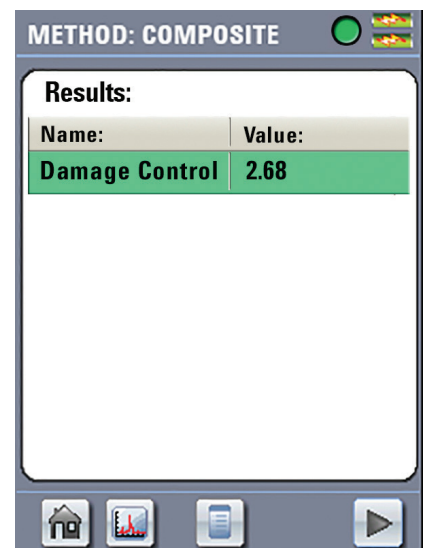 METHOD: COMPOSITE
Results:
Name: Value:
Damage Control 2.68